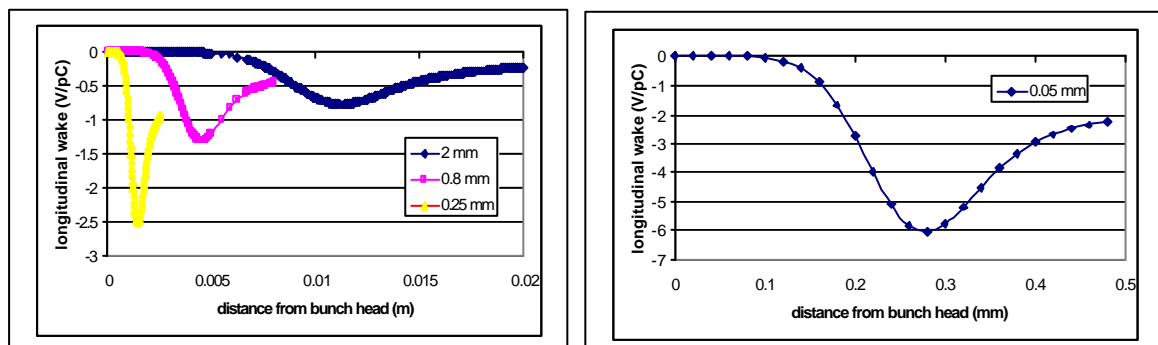 longitudinal wake (V/pC)
0
-0.5
-1
-1.5
-2
-2.5
-3
0 0.005 0.01 0.015 0.02
distance from bunch head (m)
2 mm
0.8 mm
0.25 mm
longitudinal wake (V/pC)
0
-1
-2
-3
-4
-5
-6
-7
0 0.1 0.2 0.3 0.4 0.5
distance from bunch head (mm)
0.05 mm